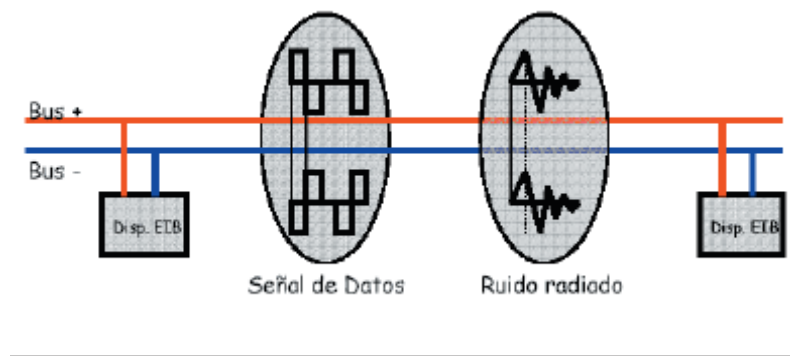 Bus +
Bus -
Disp. EIB
Disp. EIB
Señal de Datos
Ruido radiado